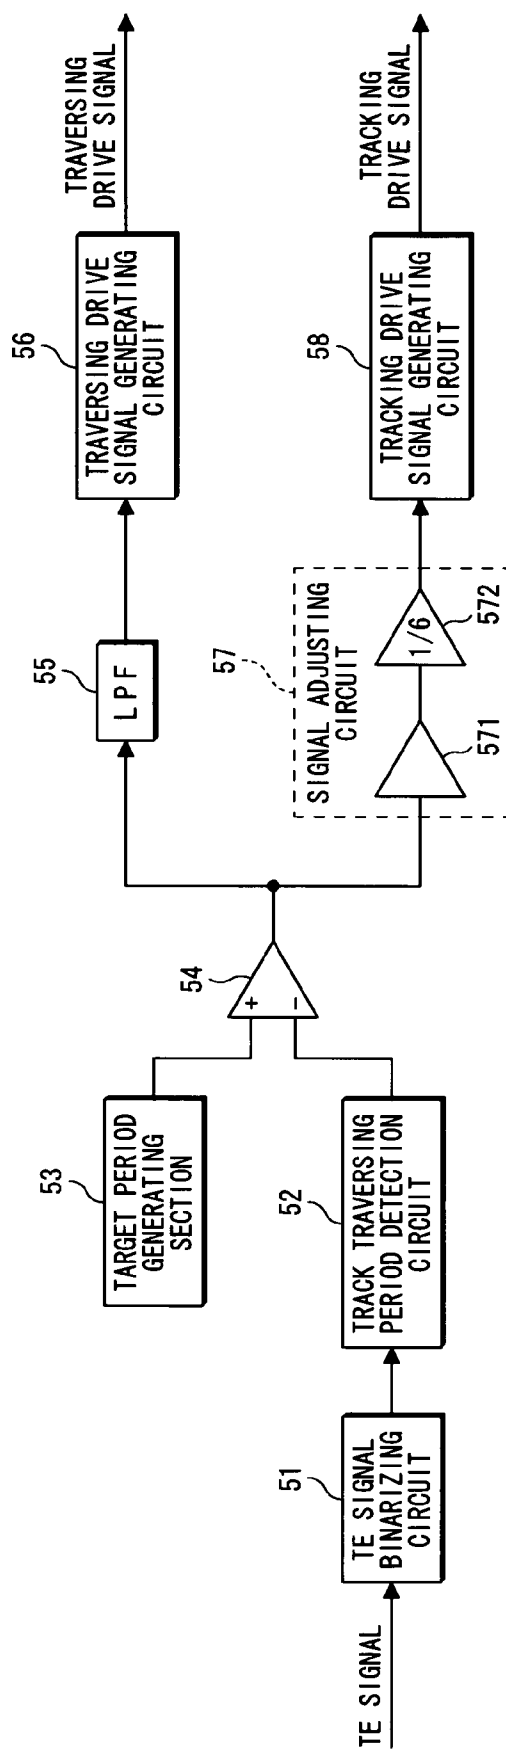 TE SIGNAL
51
TE SIGNAL
BINARIZING
CIRCUIT
52
TRACK TRAVERSING
PERIOD DETECTION
CIRCUIT
53
TARGET PERIOD
GENERATING
SECTION
54
+
−
55
LPF
56
TRAVERSING DRIVE
SIGNAL GENERATING
CIRCUIT
TRAVERSING
DRIVE SIGNAL
57
SIGNAL ADJUSTING
CIRCUIT
571
1/6
572
58
TRACKING DRIVE
SIGNAL GENERATING
CIRCUIT
TRACKING
DRIVE SIGNAL